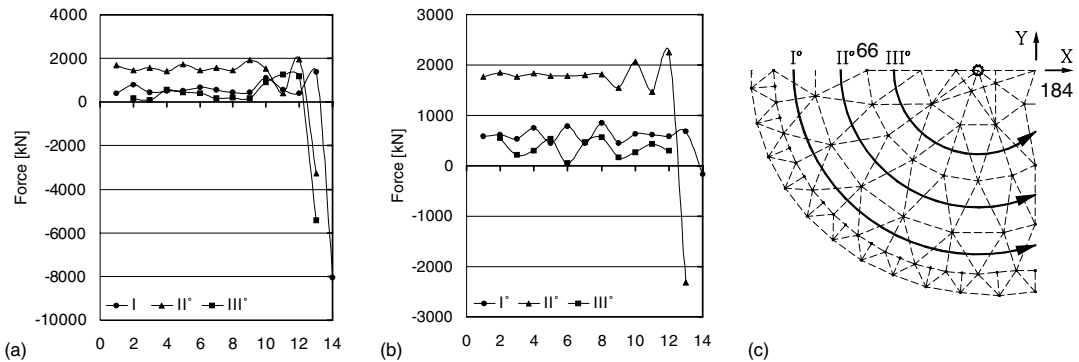 4000
2000
0
-2000
-4000
-6000
-8000
-10000
Force [kN]
I II° III°
0 2 4 6 8 10 12 14
(a)
3000
2000
1000
0
-1000
-2000
-3000
Force [kN]
I° II° III°
0 2 4 6 8 10 12 14
(b)
I° II° 66 III° Y X
184
(c)